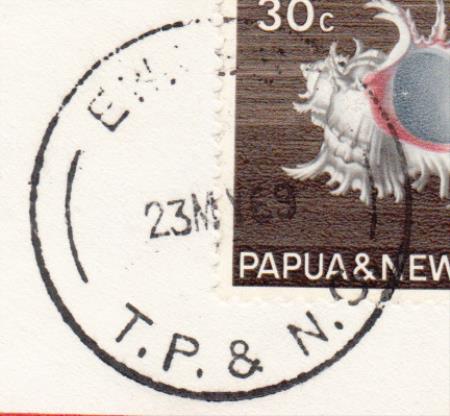 30c
23MY69
PAPUA & NEW
T.P. & N.G